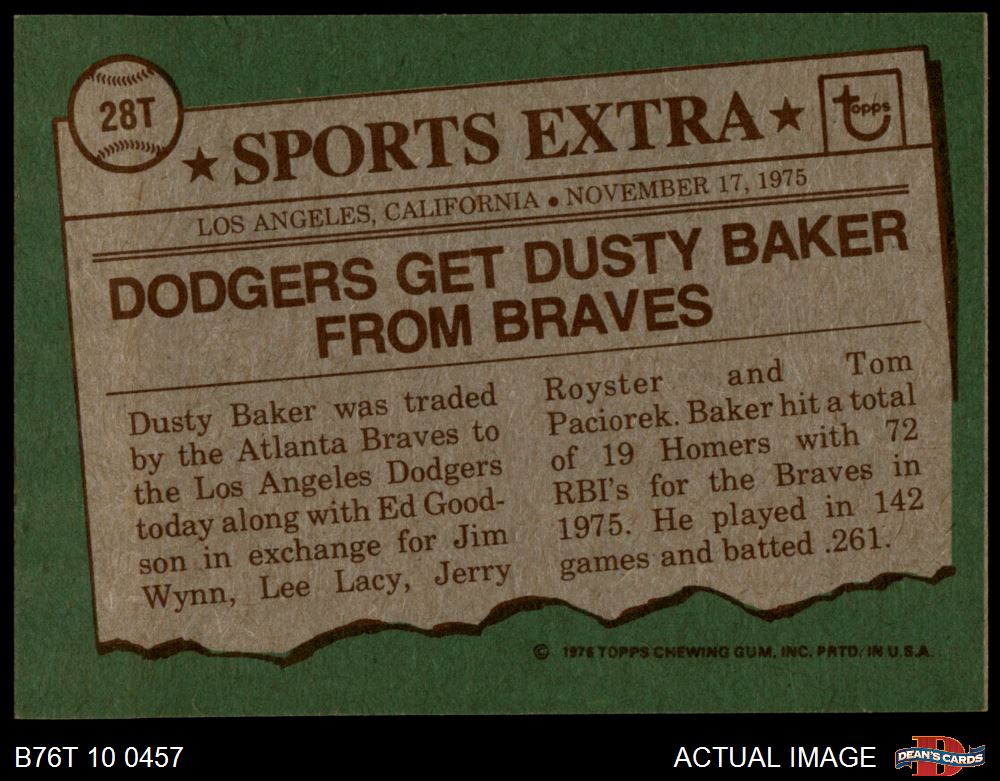 28T
★ SPORTS EXTRA ★
topps
LOS ANGELES, CALIFORNIA • NOVEMBER 17, 1975
DODGERS GET DUSTY BAKER
FROM BRAVES
Dusty Baker was traded
by the Atlanta Braves to
the Los Angeles Dodgers
today along with Ed Good-
son in exchange for Jim
Wynn, Lee Lacy, Jerry
Royster and Tom
Paciorek. Baker hit a total
of 19 Homers with 72
RBI's for the Braves in
1975. He played in 142
games and batted .261.
© 1976 TOPPS CHEWING GUM, INC. PRTD. IN U.S.A.
B76T 10 0457
ACTUAL IMAGE
D
DEAN'S CARDS